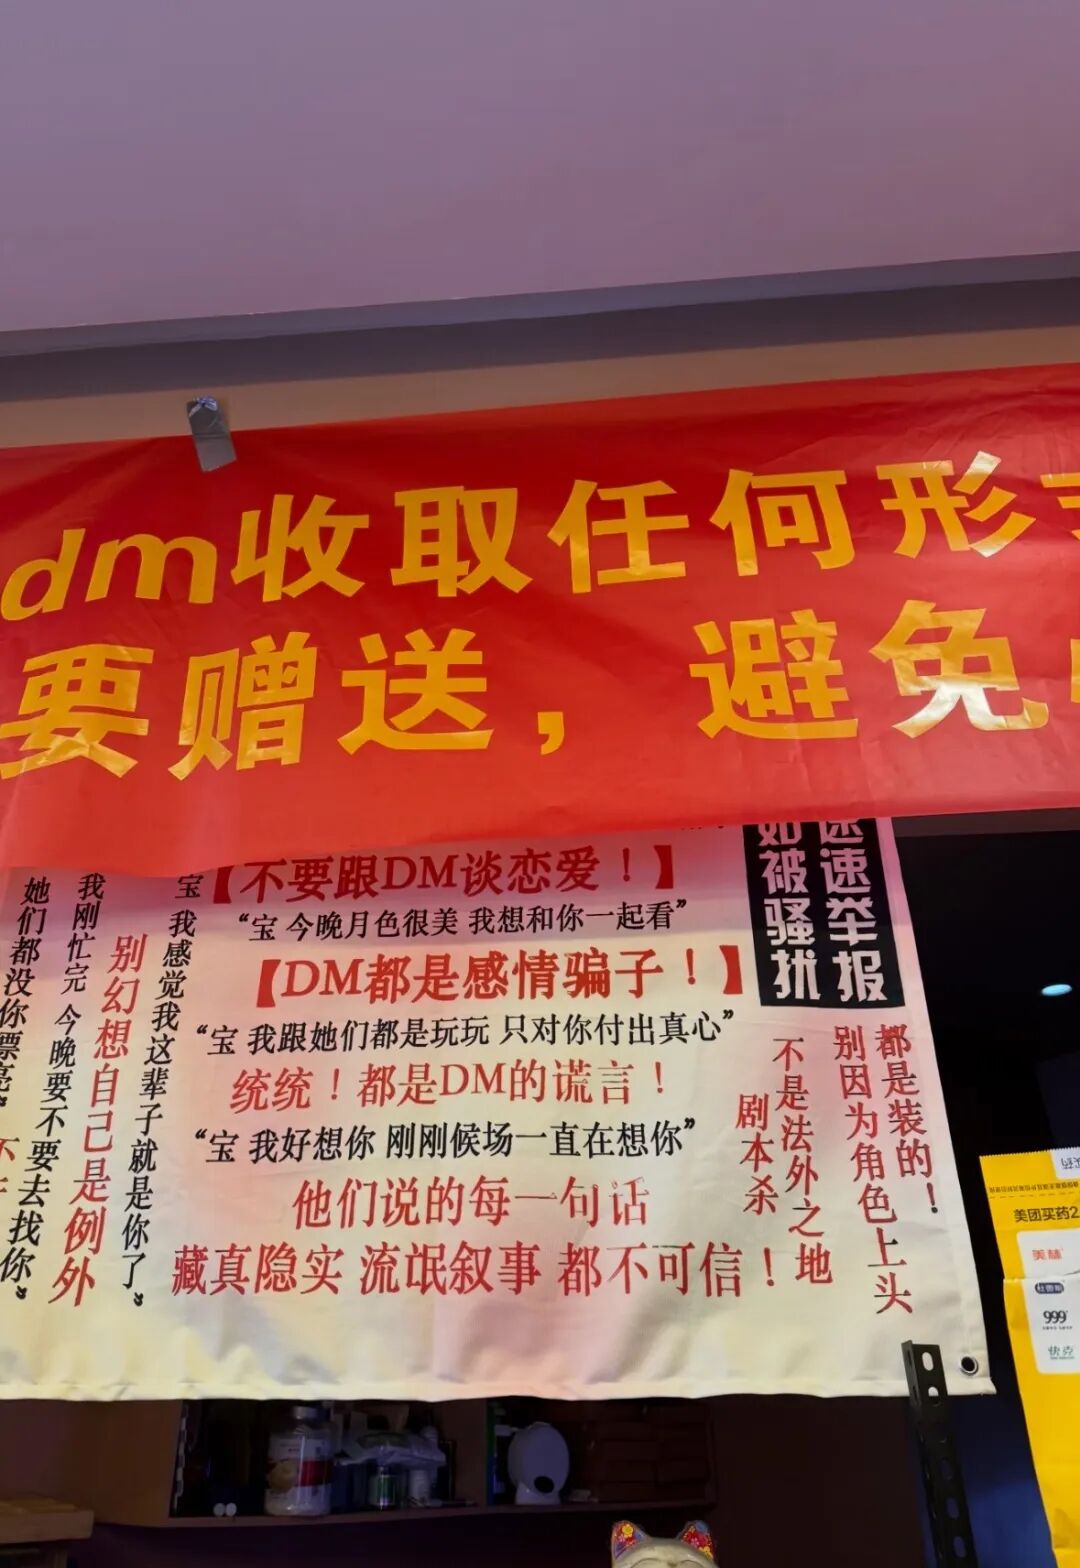 dm收取任何形
要赠送，避免
【不要跟DM谈恋爱！】
“宝 今晚月色很美 我想和你一起看”
【DM都是感情骗子！】
“宝 我跟她们都是玩玩 只对你付出真心”
统统！都是DM的谎言！
“宝 我好想你 刚刚候场一直在想你”
他们说的每一句话
藏真隐实 流氓叙事 都不可信！
速举报
如被骚扰
都是装的！
别因为角色上头
不是法外之地
剧本杀
宝 我感觉我这辈子就是你了”
别幻想自己是例外
我刚忙完 今晚要不要去找你”
她们都没你漂亮”
美团买药
999
快克